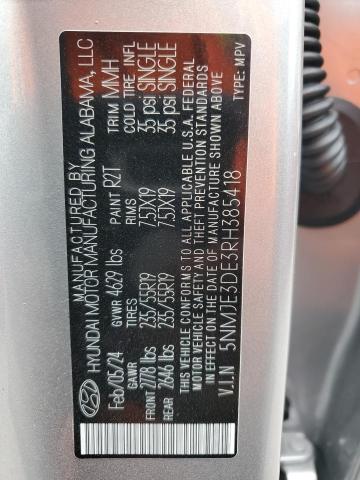 MANUFACTURED BY
HYUNDAI MOTOR MANUFACTURING ALABAMA, LLC
Feb/05/24 GVWR 4629 lbs PAINT R2T TRIM MMH
GAWR TIRE RIMS COLD TIRE INFL
FRONT 2778 lbs 235/55R19 7.5JX19 35 psi SINGLE
REAR 2646 lbs 235/55R19 7.5JX19 35 psi SINGLE
THIS VEHICLE CONFORMS TO ALL APPLICABLE U.S.A. FEDERAL
MOTOR VEHICLE SAFETY AND THEFT PREVENTION STANDARDS
IN EFFECT ON THE DATE OF MANUFACTURE SHOWN ABOVE
V.I.N 5NMJE3DE3RH385418 TYPE: MPV